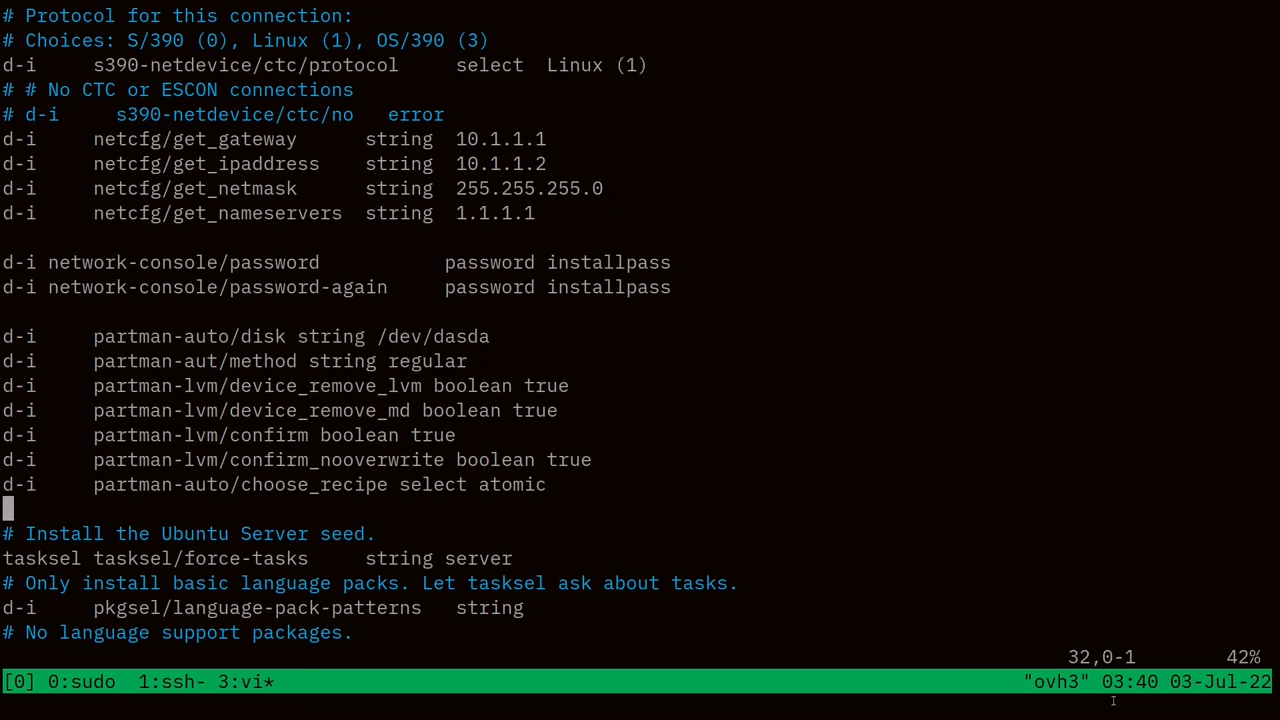 # Protocol for this connection:
# Choices: S/390 (0), Linux (1), OS/390 (3)
d-i     s390-netdevice/ctc/protocol     select  Linux (1)
# # No CTC or ESCON connections
# d-i     s390-netdevice/ctc/no   error
d-i     netcfg/get_gateway      string  10.1.1.1
d-i     netcfg/get_ipaddress    string  10.1.1.2
d-i     netcfg/get_netmask      string  255.255.255.0
d-i     netcfg/get_nameservers  string  1.1.1.1
d-i network-console/password           password installpass
d-i network-console/password-again     password installpass
d-i     partman-auto/disk string /dev/dasda
d-i     partman-aut/method string regular
d-i     partman-lvm/device_remove_lvm boolean true
d-i     partman-lvm/device_remove_md boolean true
d-i     partman-lvm/confirm boolean true
d-i     partman-lvm/confirm_nooverwrite boolean true
d-i     partman-auto/choose_recipe select atomic
# Install the Ubuntu Server seed.
tasksel tasksel/force-tasks     string server
# Only install basic language packs. Let tasksel ask about tasks.
d-i     pkgsel/language-pack-patterns   string
# No language support packages.
32,0-1        42%
[0] 0:sudo  1:ssh- 3:vi*    "ovh3" 03:40 03-Jul-22